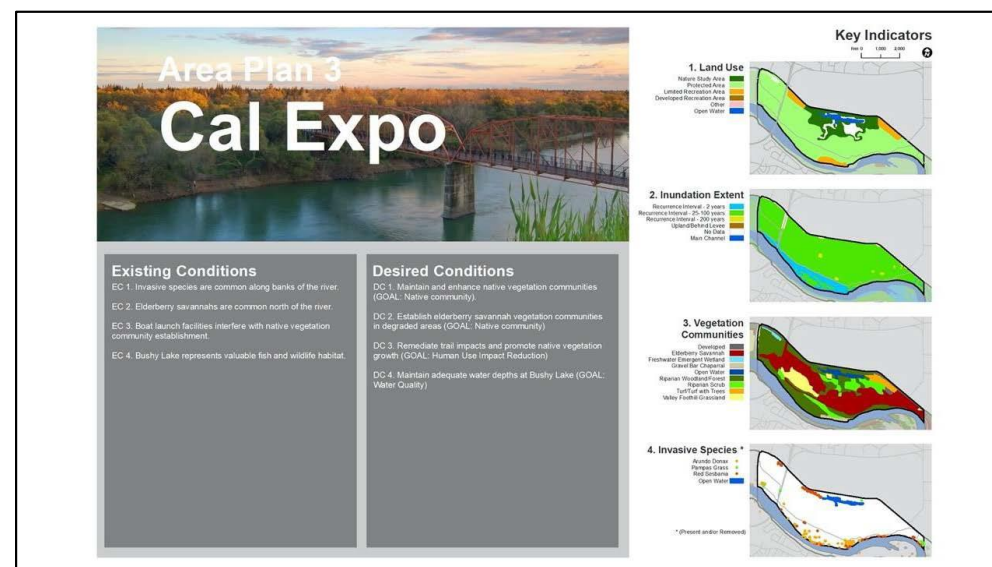 Area Plan 3
Cal Expo
Existing Conditions
EC 1. Invasive species are common along banks of the river.
EC 2. Elderberry savannahs are common north of the river.
EC 3. Boat launch facilities interfere with native vegetation
community establishment.
EC 4. Bushy Lake represents valuable fish and wildlife habitat.
Desired Conditions
DC 1. Maintain and enhance native vegetation communities
(GOAL: Native community).
DC 2. Establish elderberry savannah vegetation communities
in degraded areas (GOAL: Native community)
DC 3. Remediate trail impacts and promote native vegetation
growth (GOAL: Human Use Impact Reduction)
DC 4. Maintain adequate water depths at Bushy Lake (GOAL:
Water Quality)
Key Indicators
Feet 0 1,000 2,000
1. Land Use
Nature Study Area
Protected Area
Limited Recreation Area
Developed Recreation Area
Other
Open Water
2. Inundation Extent
Recurrence Interval - 2 years
Recurrence Interval - 25-100 years
Recurrence Interval - 200 years
Upland/Behind Levee
No Data
Main Channel
3. Vegetation
Communities
Developed
Elderberry Savannah
Freshwater Emergent Wetland
Gravel Bar Chaparral
Open Water
Riparian Woodland/Forest
Riparian Scrub
Turf/Turf with Trees
Valley Foothill Grassland
4. Invasive Species *
Arundo Donax
Pampas Grass
Red Sesbania
Open Water
* (Present and/or Removed)